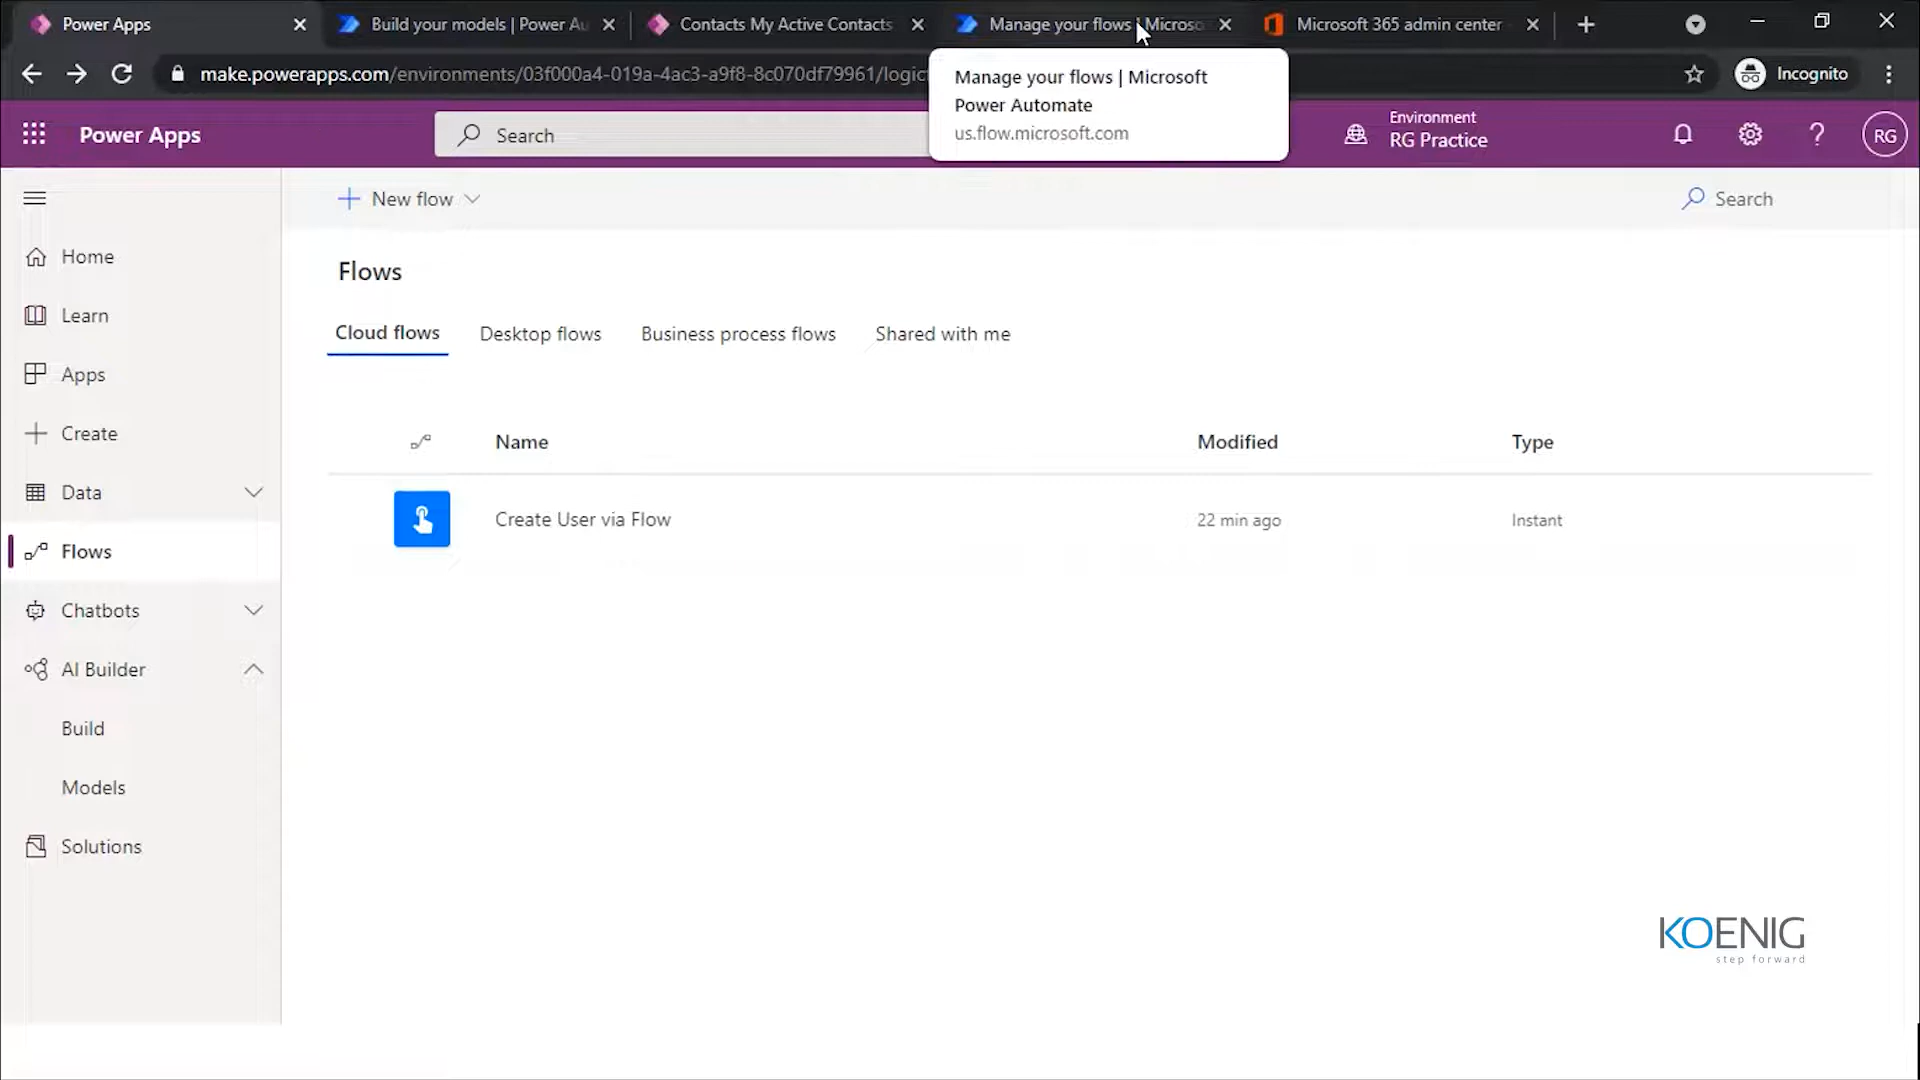 Power Apps
Build your models | Power Au
Contacts My Active Contacts
Manage your flows | Microso
Microsoft 365 admin center
make.powerapps.com/environments/03f000a4-019a-4ac3-a9f8-8c070df79961/logic
Incognito
Manage your flows | Microsoft
Power Automate
us.flow.microsoft.com
Power Apps
Search
Environment
RG Practice
?
RG
New flow
Search
Home
Learn
Apps
Create
Data
Flows
Chatbots
AI Builder
Build
Models
Solutions
Flows
Cloud flows
Desktop flows
Business process flows
Shared with me
Name
Modified
Type
Create User via Flow
22 min ago
Instant
KOENIG
step forward